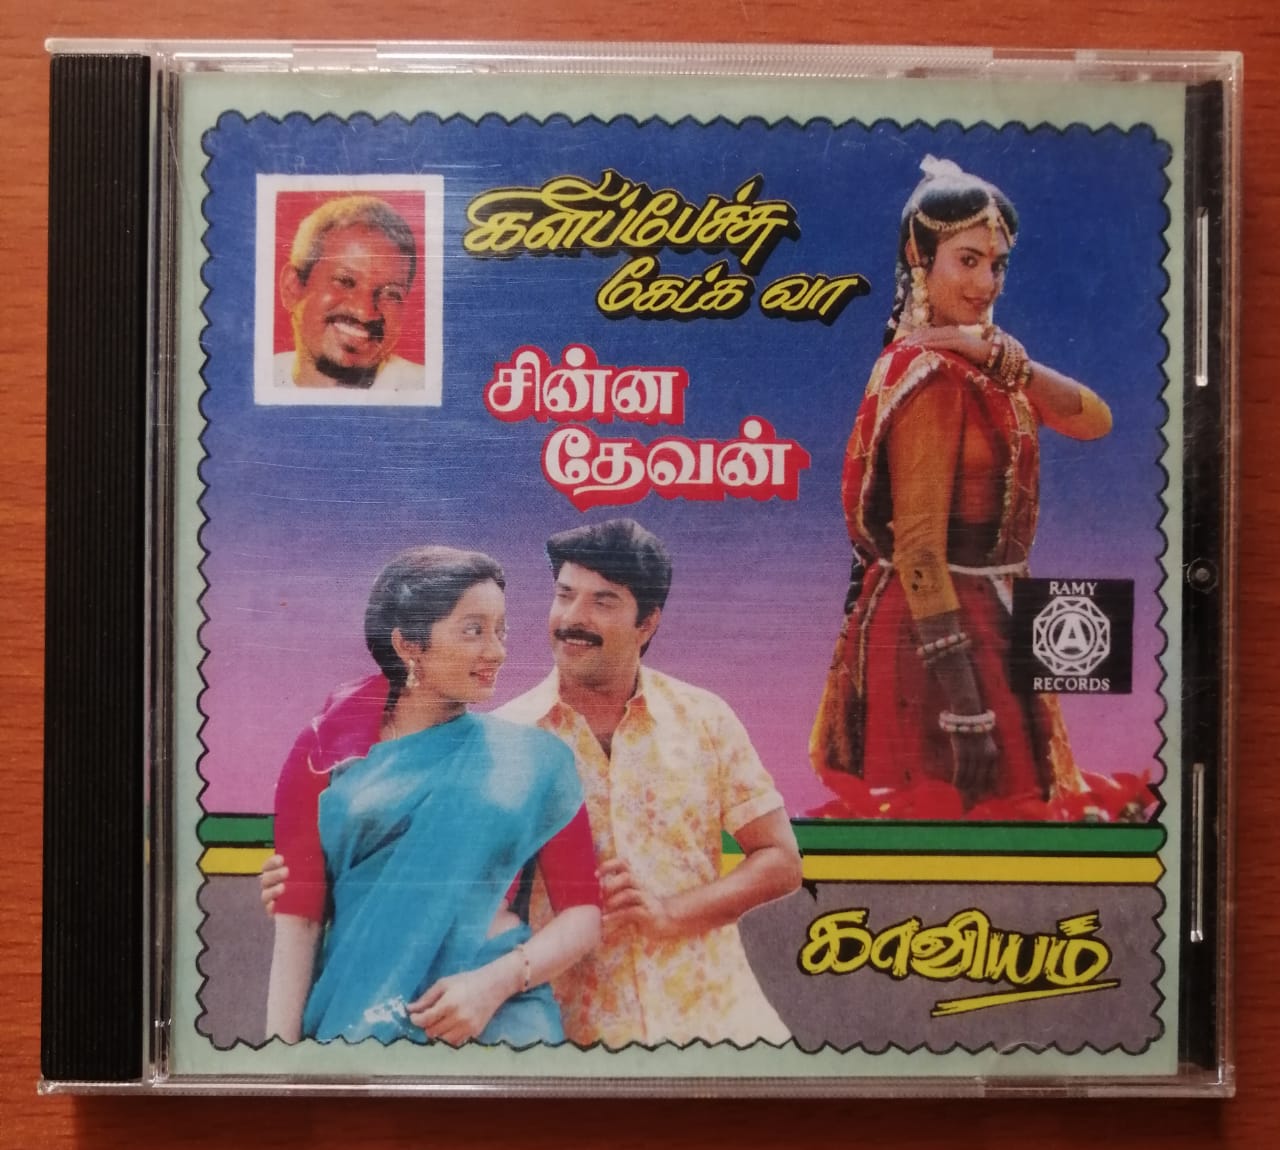 கிளிப்பேச்சு
கேட்க வா
சின்ன
தேவன்
RAMY
A
RECORDS
காவியம்